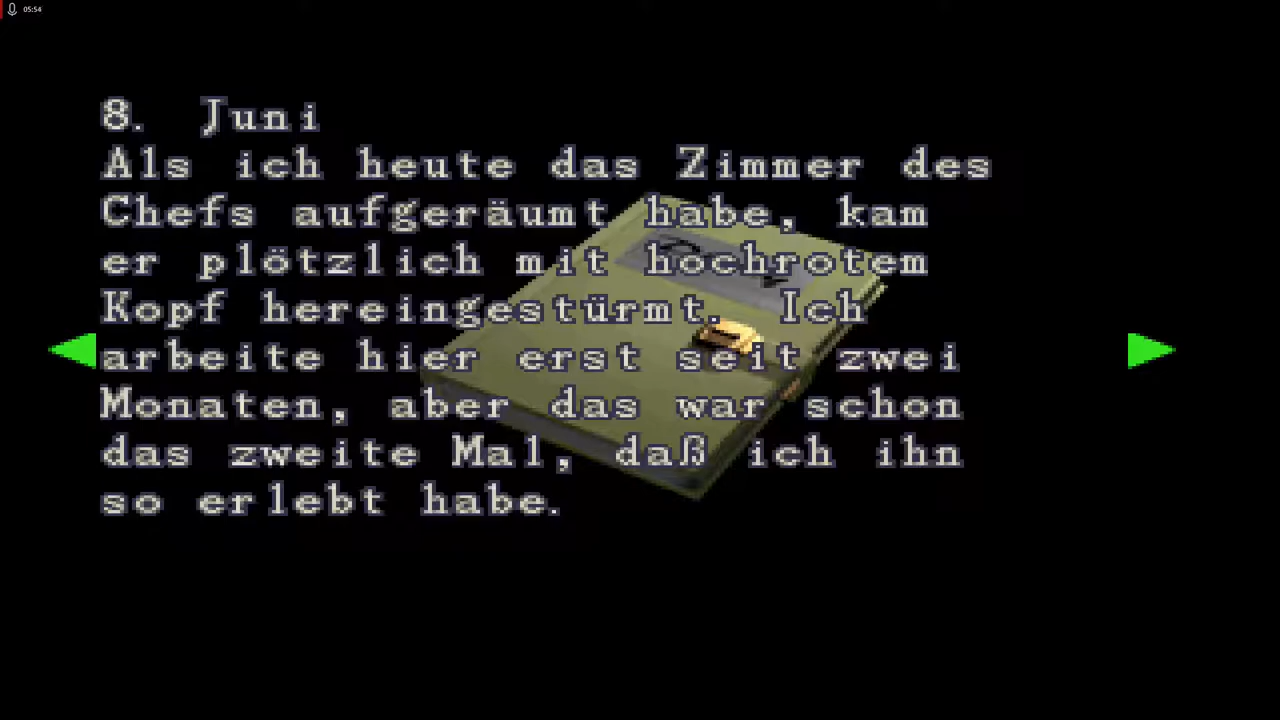 05:54
8. Juni
Als ich heute das Zimmer des
Chefs aufgeräumt habe, kam
er plötzlich mit hochrotem
Kopf hereingestürmt. Ich
arbeite hier erst seit zwei
Monaten, aber das war schon
das zweite Mal, daß ich ihn
so erlebt habe.